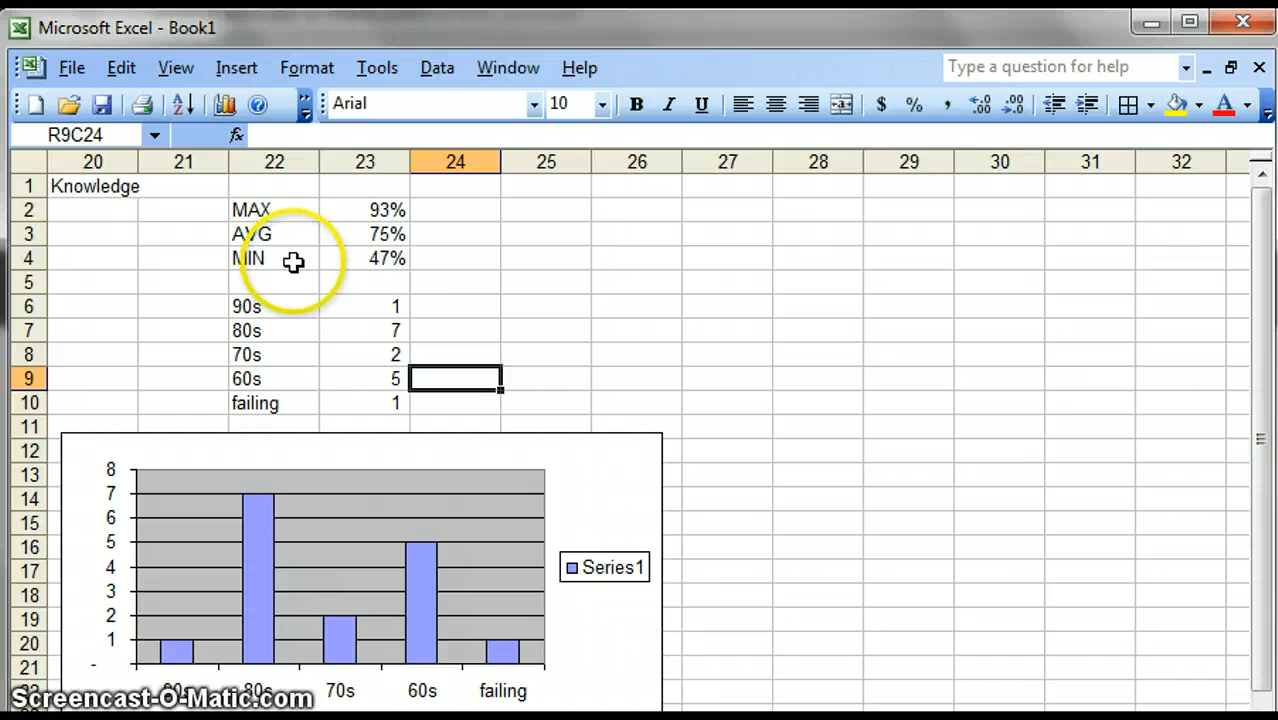 Microsoft Excel - Book1
File Edit View Insert Format Tools Data Window Help Type a question for help
Arial 10 B I U $ % ,
R9C24 fx
20 21 22 23 24 25 26 27 28 29 30 31 32
1 Knowledge
2 MAX 93%
3 AVG 75%
4 MIN 47%
5
6 90s 1
7 80s 7
8 70s 2
9 60s 5
10 failing 1
11
12
13
14
15
16
17
18
19
20
21
8
7
6
5
4
3
2
1
-
Series1
80s 70s 60s failing
Screencast-O-Matic.com